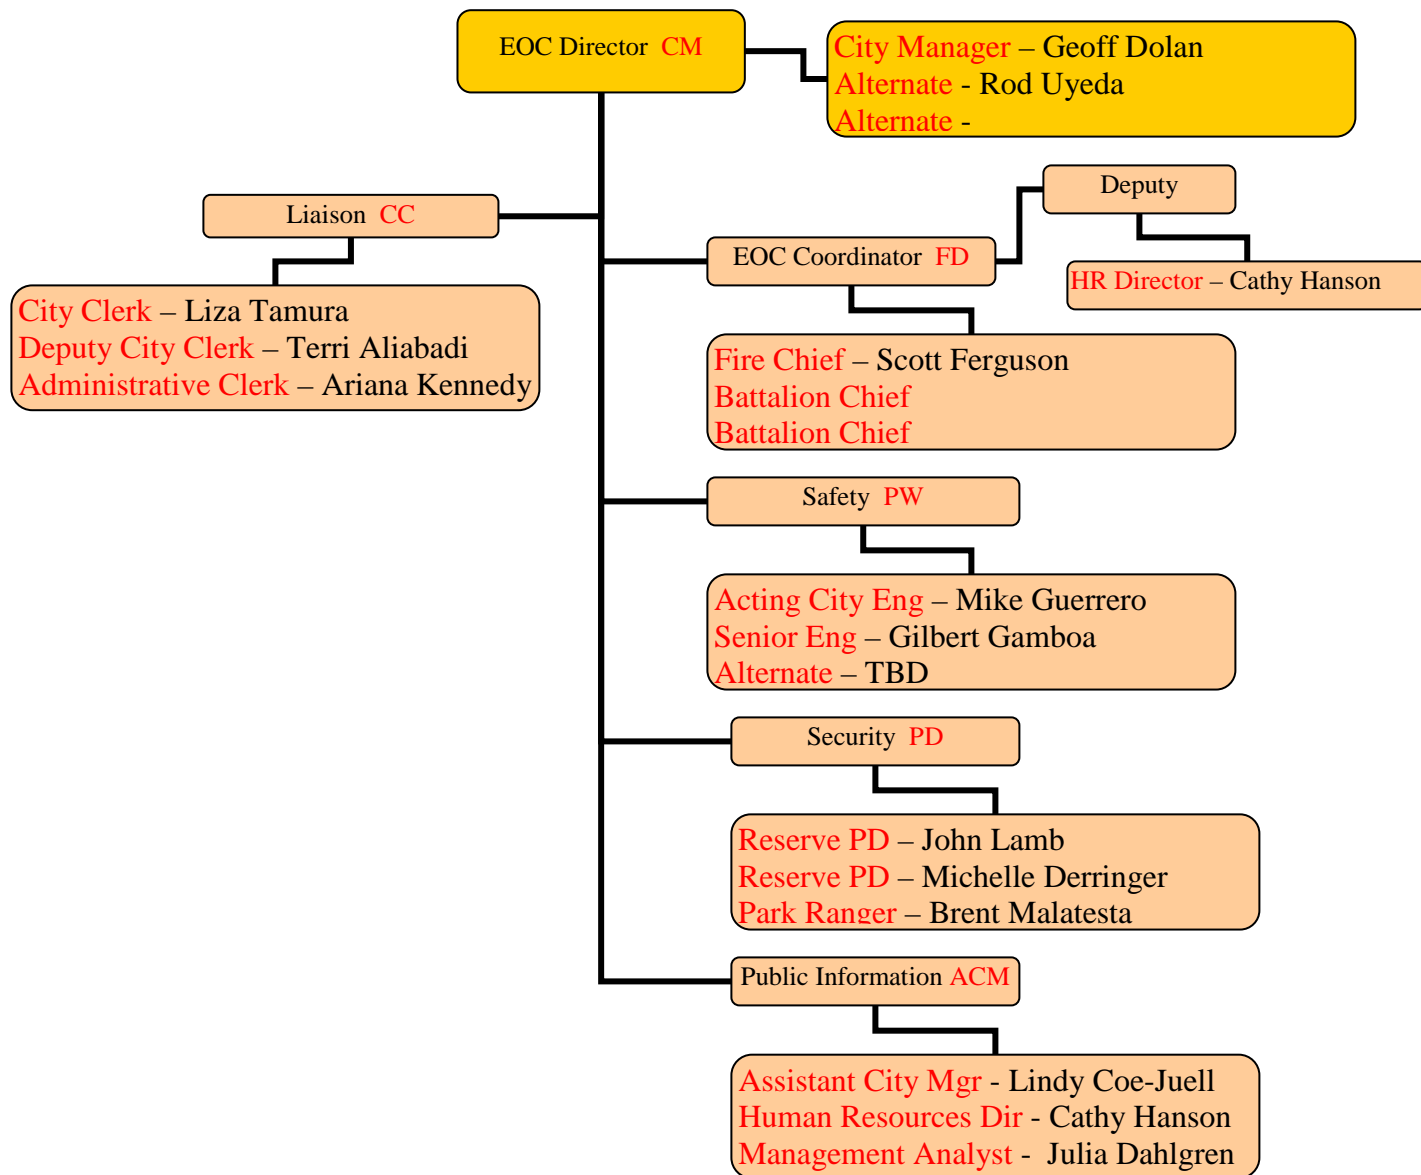 EOC Director CM
City Manager – Geoff Dolan
Alternate - Rod Uyeda
Alternate -
Liaison CC
City Clerk – Liza Tamura
Deputy City Clerk – Terri Aliabadi
Administrative Clerk – Ariana Kennedy
Deputy
HR Director – Cathy Hanson
EOC Coordinator FD
Fire Chief – Scott Ferguson
Battalion Chief
Battalion Chief
Safety PW
Acting City Eng – Mike Guerrero
Senior Eng – Gilbert Gamboa
Alternate – TBD
Security PD
Reserve PD – John Lamb
Reserve PD – Michelle Derringer
Park Ranger – Brent Malatesta
Public Information ACM
Assistant City Mgr - Lindy Coe-Juell
Human Resources Dir - Cathy Hanson
Management Analyst - Julia Dahlgren